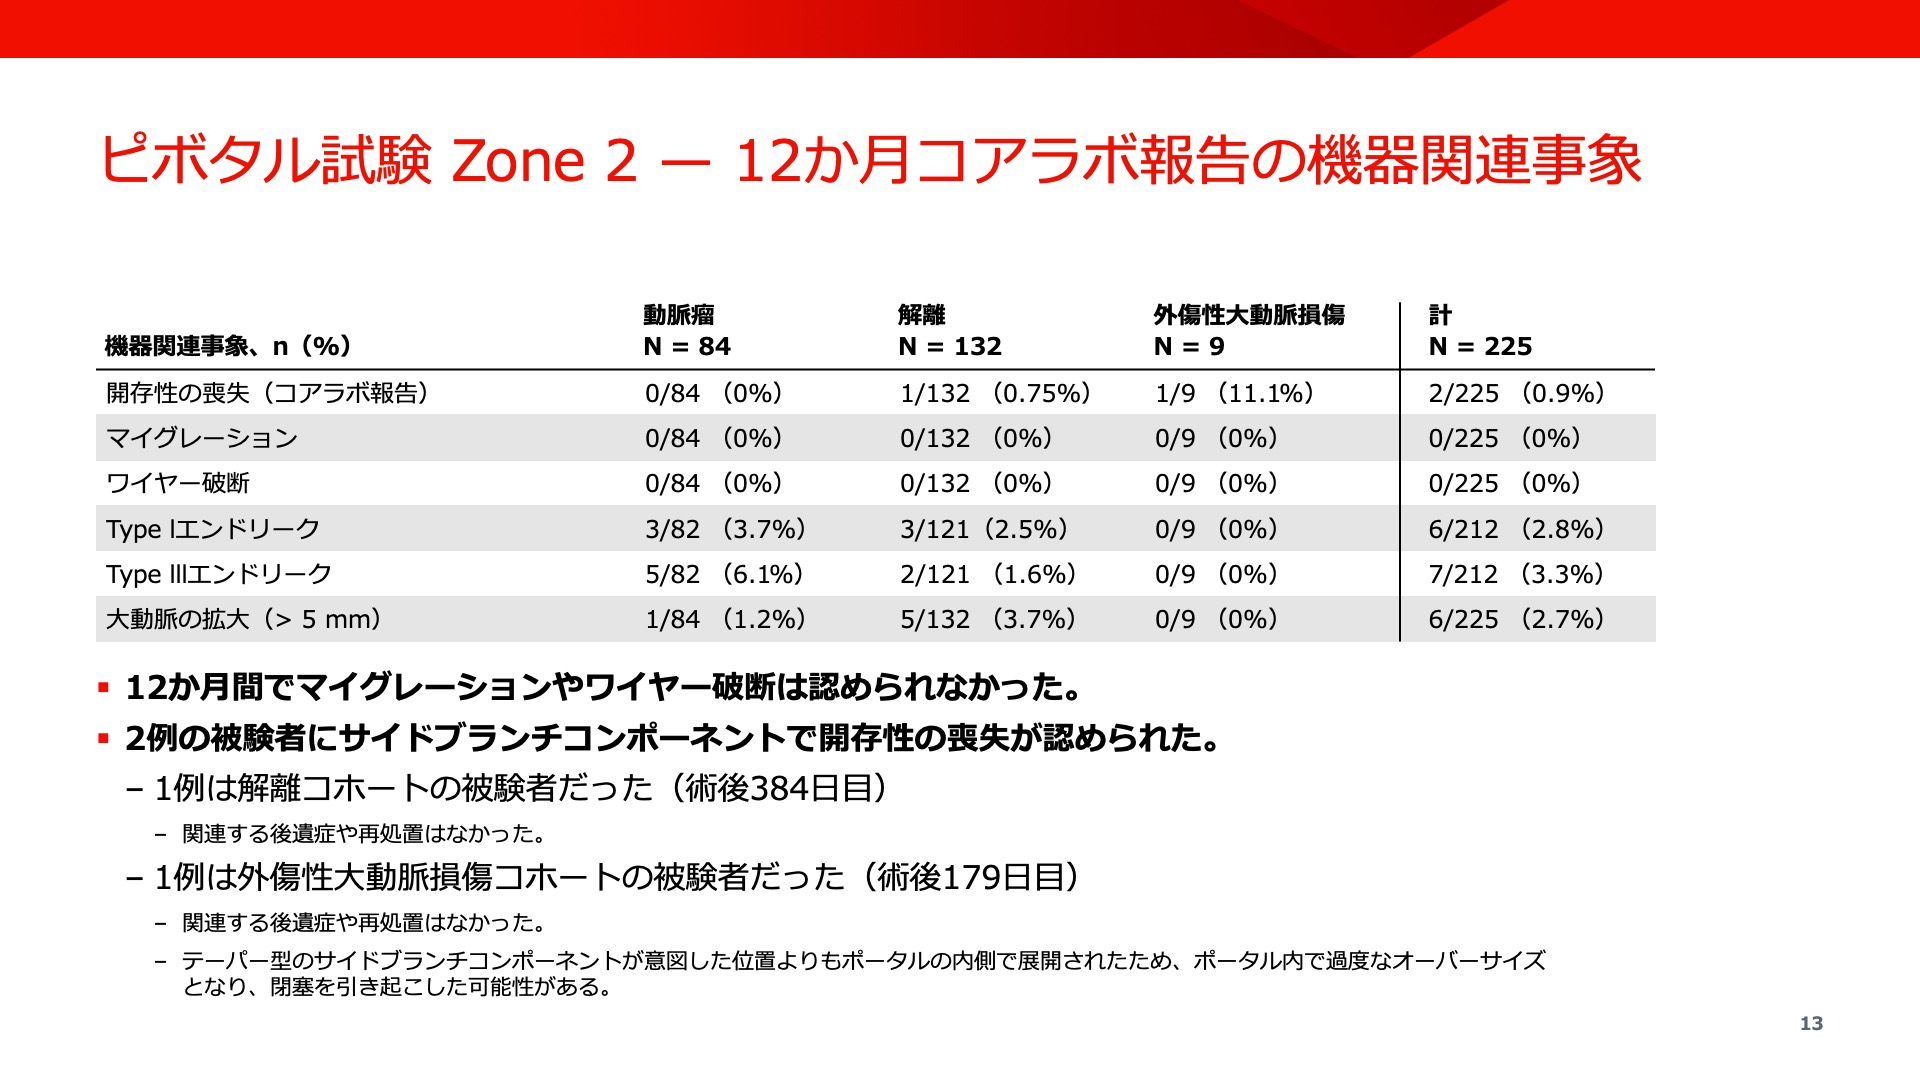 ピボタル試験 Zone 2 — 12か月コアラボ報告の機器関連事象
機器関連事象、n（%） 動脈瘤 N = 84 解離 N = 132 外傷性大動脈損傷 N = 9 計 N = 225
開存性の喪失（コアラボ報告） 0/84 （0%） 1/132 （0.75%） 1/9 （11.1%） 2/225 （0.9%）
マイグレーション 0/84 （0%） 0/132 （0%） 0/9 （0%） 0/225 （0%）
ワイヤー破断 0/84 （0%） 0/132 （0%） 0/9 （0%） 0/225 （0%）
Type Iエンドリーク 3/82 （3.7%） 3/121（2.5%） 0/9 （0%） 6/212 （2.8%）
Type IIIエンドリーク 5/82 （6.1%） 2/121 （1.6%） 0/9 （0%） 7/212 （3.3%）
大動脈の拡大（> 5 mm） 1/84 （1.2%） 5/132 （3.7%） 0/9 （0%） 6/225 （2.7%）
▪ 12か月間でマイグレーションやワイヤー破断は認められなかった。
▪ 2例の被験者にサイドブランチコンポーネントで開存性の喪失が認められた。
– 1例は解離コホートの被験者だった（術後384日目）
– 関連する後遺症や再処置はなかった。
– 1例は外傷性大動脈損傷コホートの被験者だった（術後179日目）
– 関連する後遺症や再処置はなかった。
– テーパー型のサイドブランチコンポーネントが意図した位置よりもポータルの内側で展開されたため、ポータル内で過度なオーバーサイズ
となり、閉塞を引き起こした可能性がある。
13